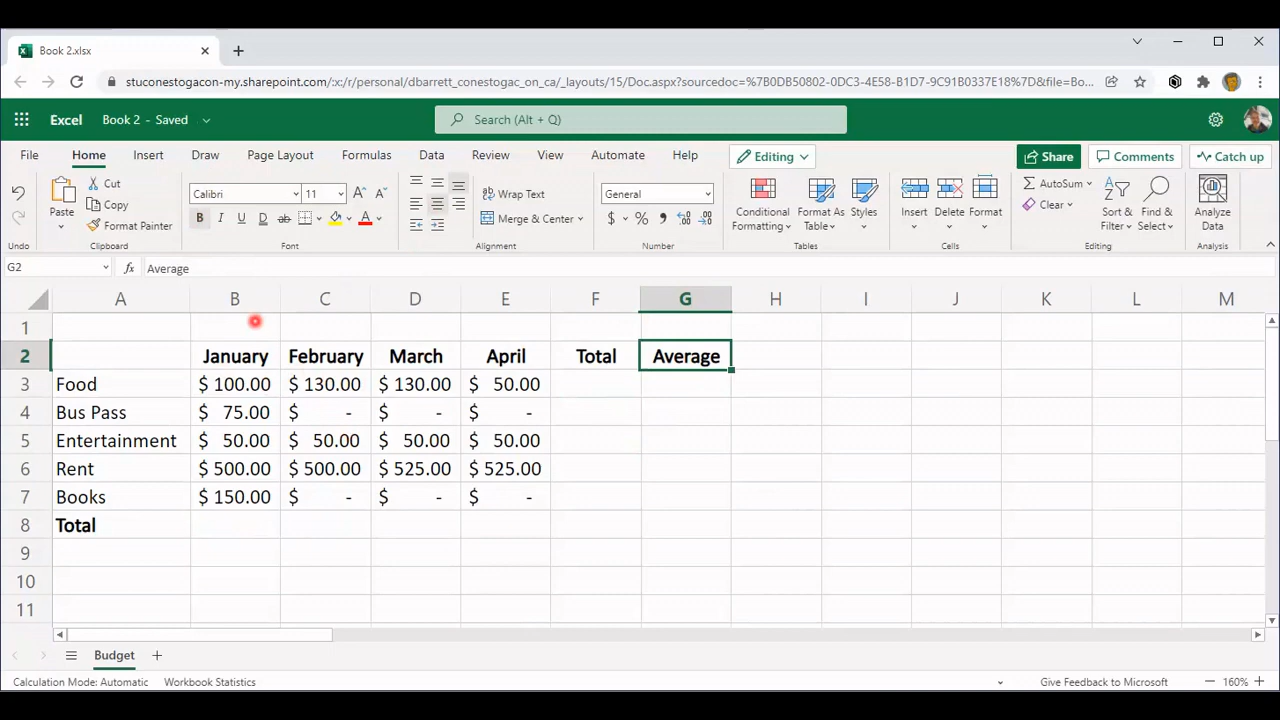 Book 2.xlsx
stuconestogacon-my.sharepoint.com/:x:/r/personal/dbarrett_conestogac_on_ca/_layouts/15/Doc.aspx?sourcedoc=%7B0DB50802-0DC3-4E58-B1D7-9C91B0337E18%7D&file=Bo...
Excel Book 2 - Saved Search (Alt + Q)
File Home Insert Draw Page Layout Formulas Data Review View Automate Help Editing Share Comments Catch up
Paste Cut Calibri 11 A A Wrap Text General Conditional Formatting Format As Table Styles Insert Delete Format AutoSum Sort & Filter Find & Select Analyze Data
Copy
Format Painter B I U D ab A Merge & Center $ % Clear
Undo Clipboard Font Alignment Number Tables Cells Editing Analysis
G2 fx Average
A B C D E F G H I J K L M
1
2 January February March April Total Average
3 Food $ 100.00 $ 130.00 $ 130.00 $ 50.00
4 Bus Pass $ 75.00 $ - $ - $ -
5 Entertainment $ 50.00 $ 50.00 $ 50.00 $ 50.00
6 Rent $ 500.00 $ 500.00 $ 525.00 $ 525.00
7 Books $ 150.00 $ - $ - $ -
8 Total
9
10
11
Budget
Calculation Mode: Automatic Workbook Statistics Give Feedback to Microsoft 160%